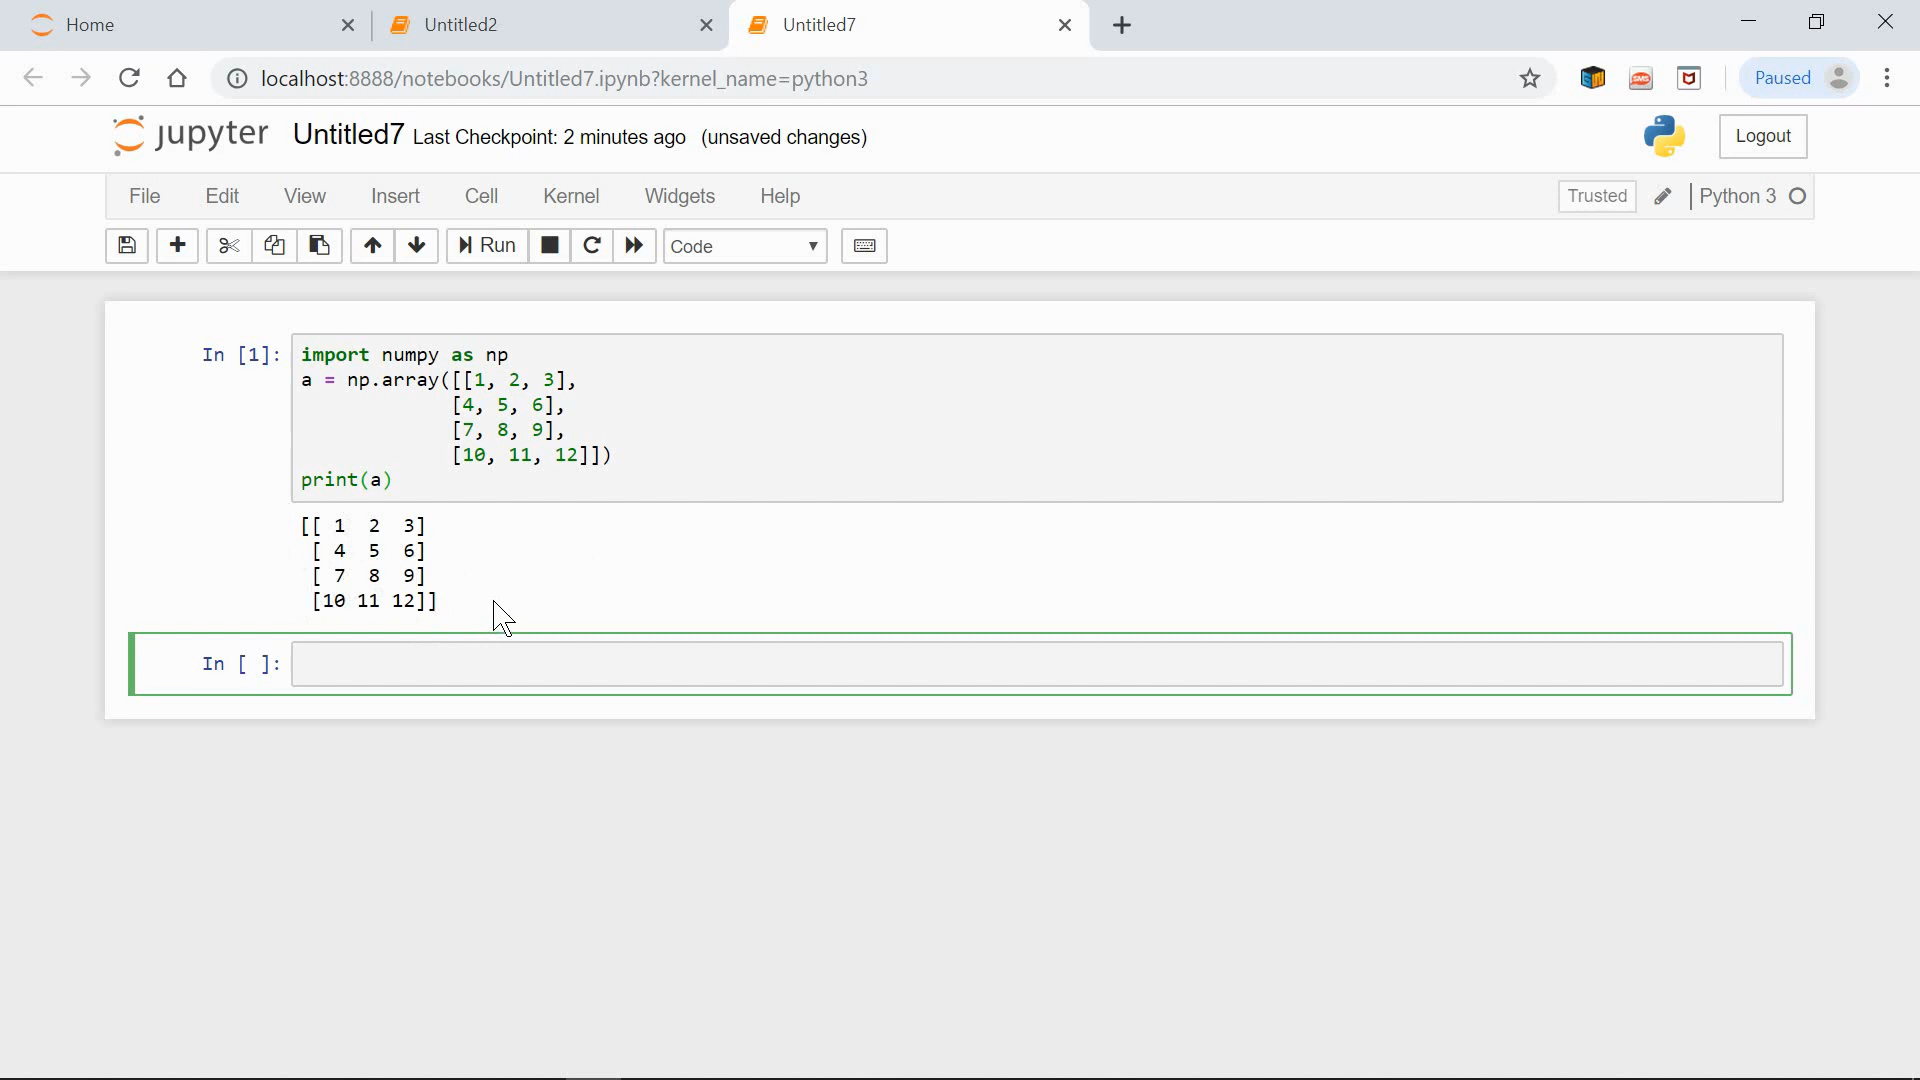 Home Untitled2 Untitled7
localhost:8888/notebooks/Untitled7.ipynb?kernel_name=python3 Paused
jupyter Untitled7 Last Checkpoint: 2 minutes ago (unsaved changes) Logout
File Edit View Insert Cell Kernel Widgets Help Trusted Python 3
Run Code
In [1]: import numpy as np
a = np.array([[1, 2, 3],
[4, 5, 6],
[7, 8, 9],
[10, 11, 12]])
print(a)
[[ 1 2 3]
[ 4 5 6]
[ 7 8 9]
[10 11 12]]
In [ ]: